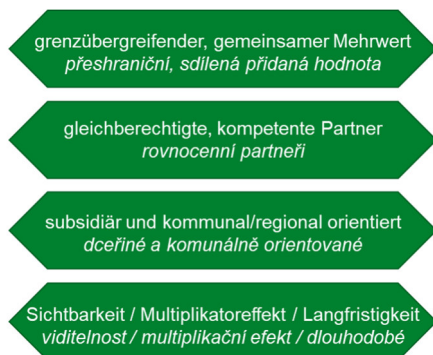 grenzübergreifender, gemeinsamer Mehrwert
přeshraniční, sdílená přidaná hodnota
gleichberechtigte, kompetente Partner
rovnocenní partneři
subsidiär und kommunal/regional orientiert
dceřiné a komunálně orientované
Sichtbarkeit / Multiplikatoreffekt / Langfristigkeit
viditelnost / multiplikační efekt / dlouhodobé